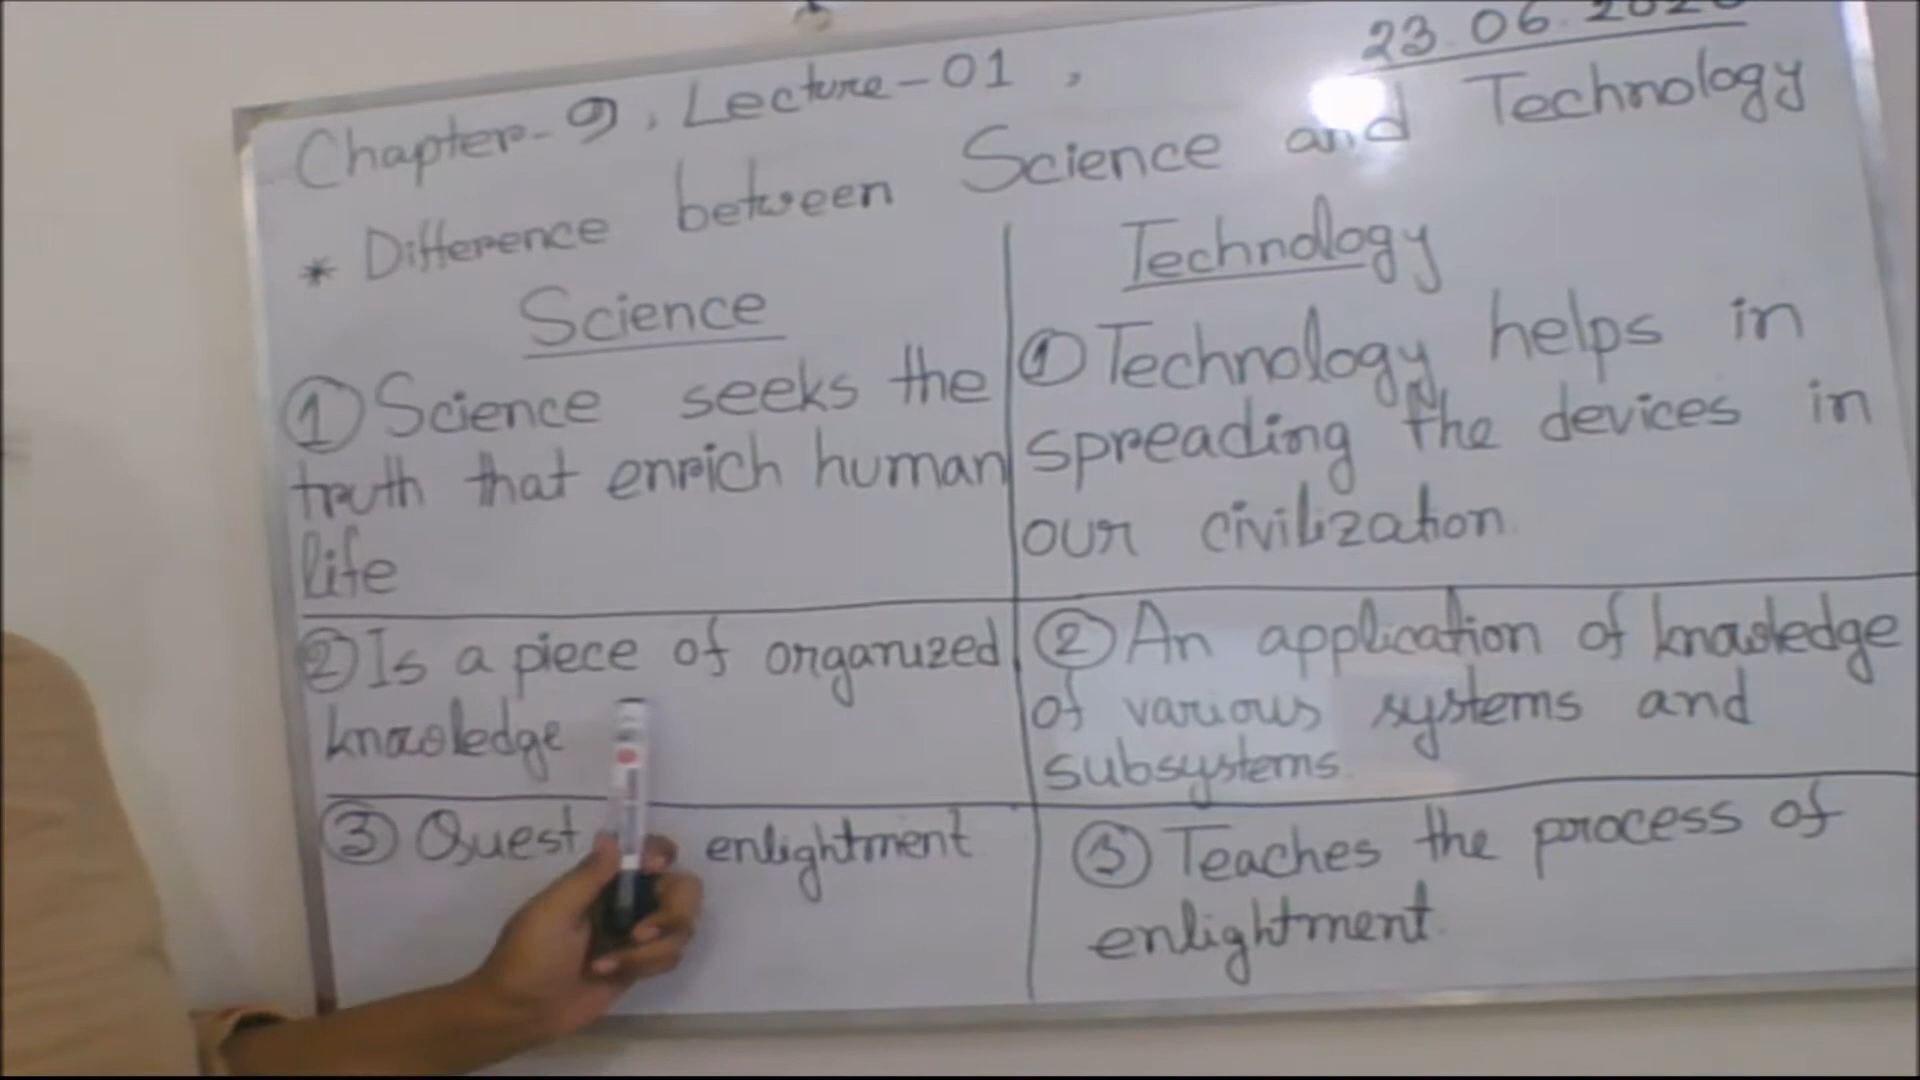 Chapter-9, Lecture-01,
23.06.2020
* Difference between Science and Technology
Science
① Science seeks the
truth that enrich human
life
② Is a piece of organized
knowledge
③ Quest enlightment
Technology
① Technology helps in
spreading the devices in
our civilization
② An application of knowledge
of various systems and
subsystems.
③ Teaches the process of
enlightment.